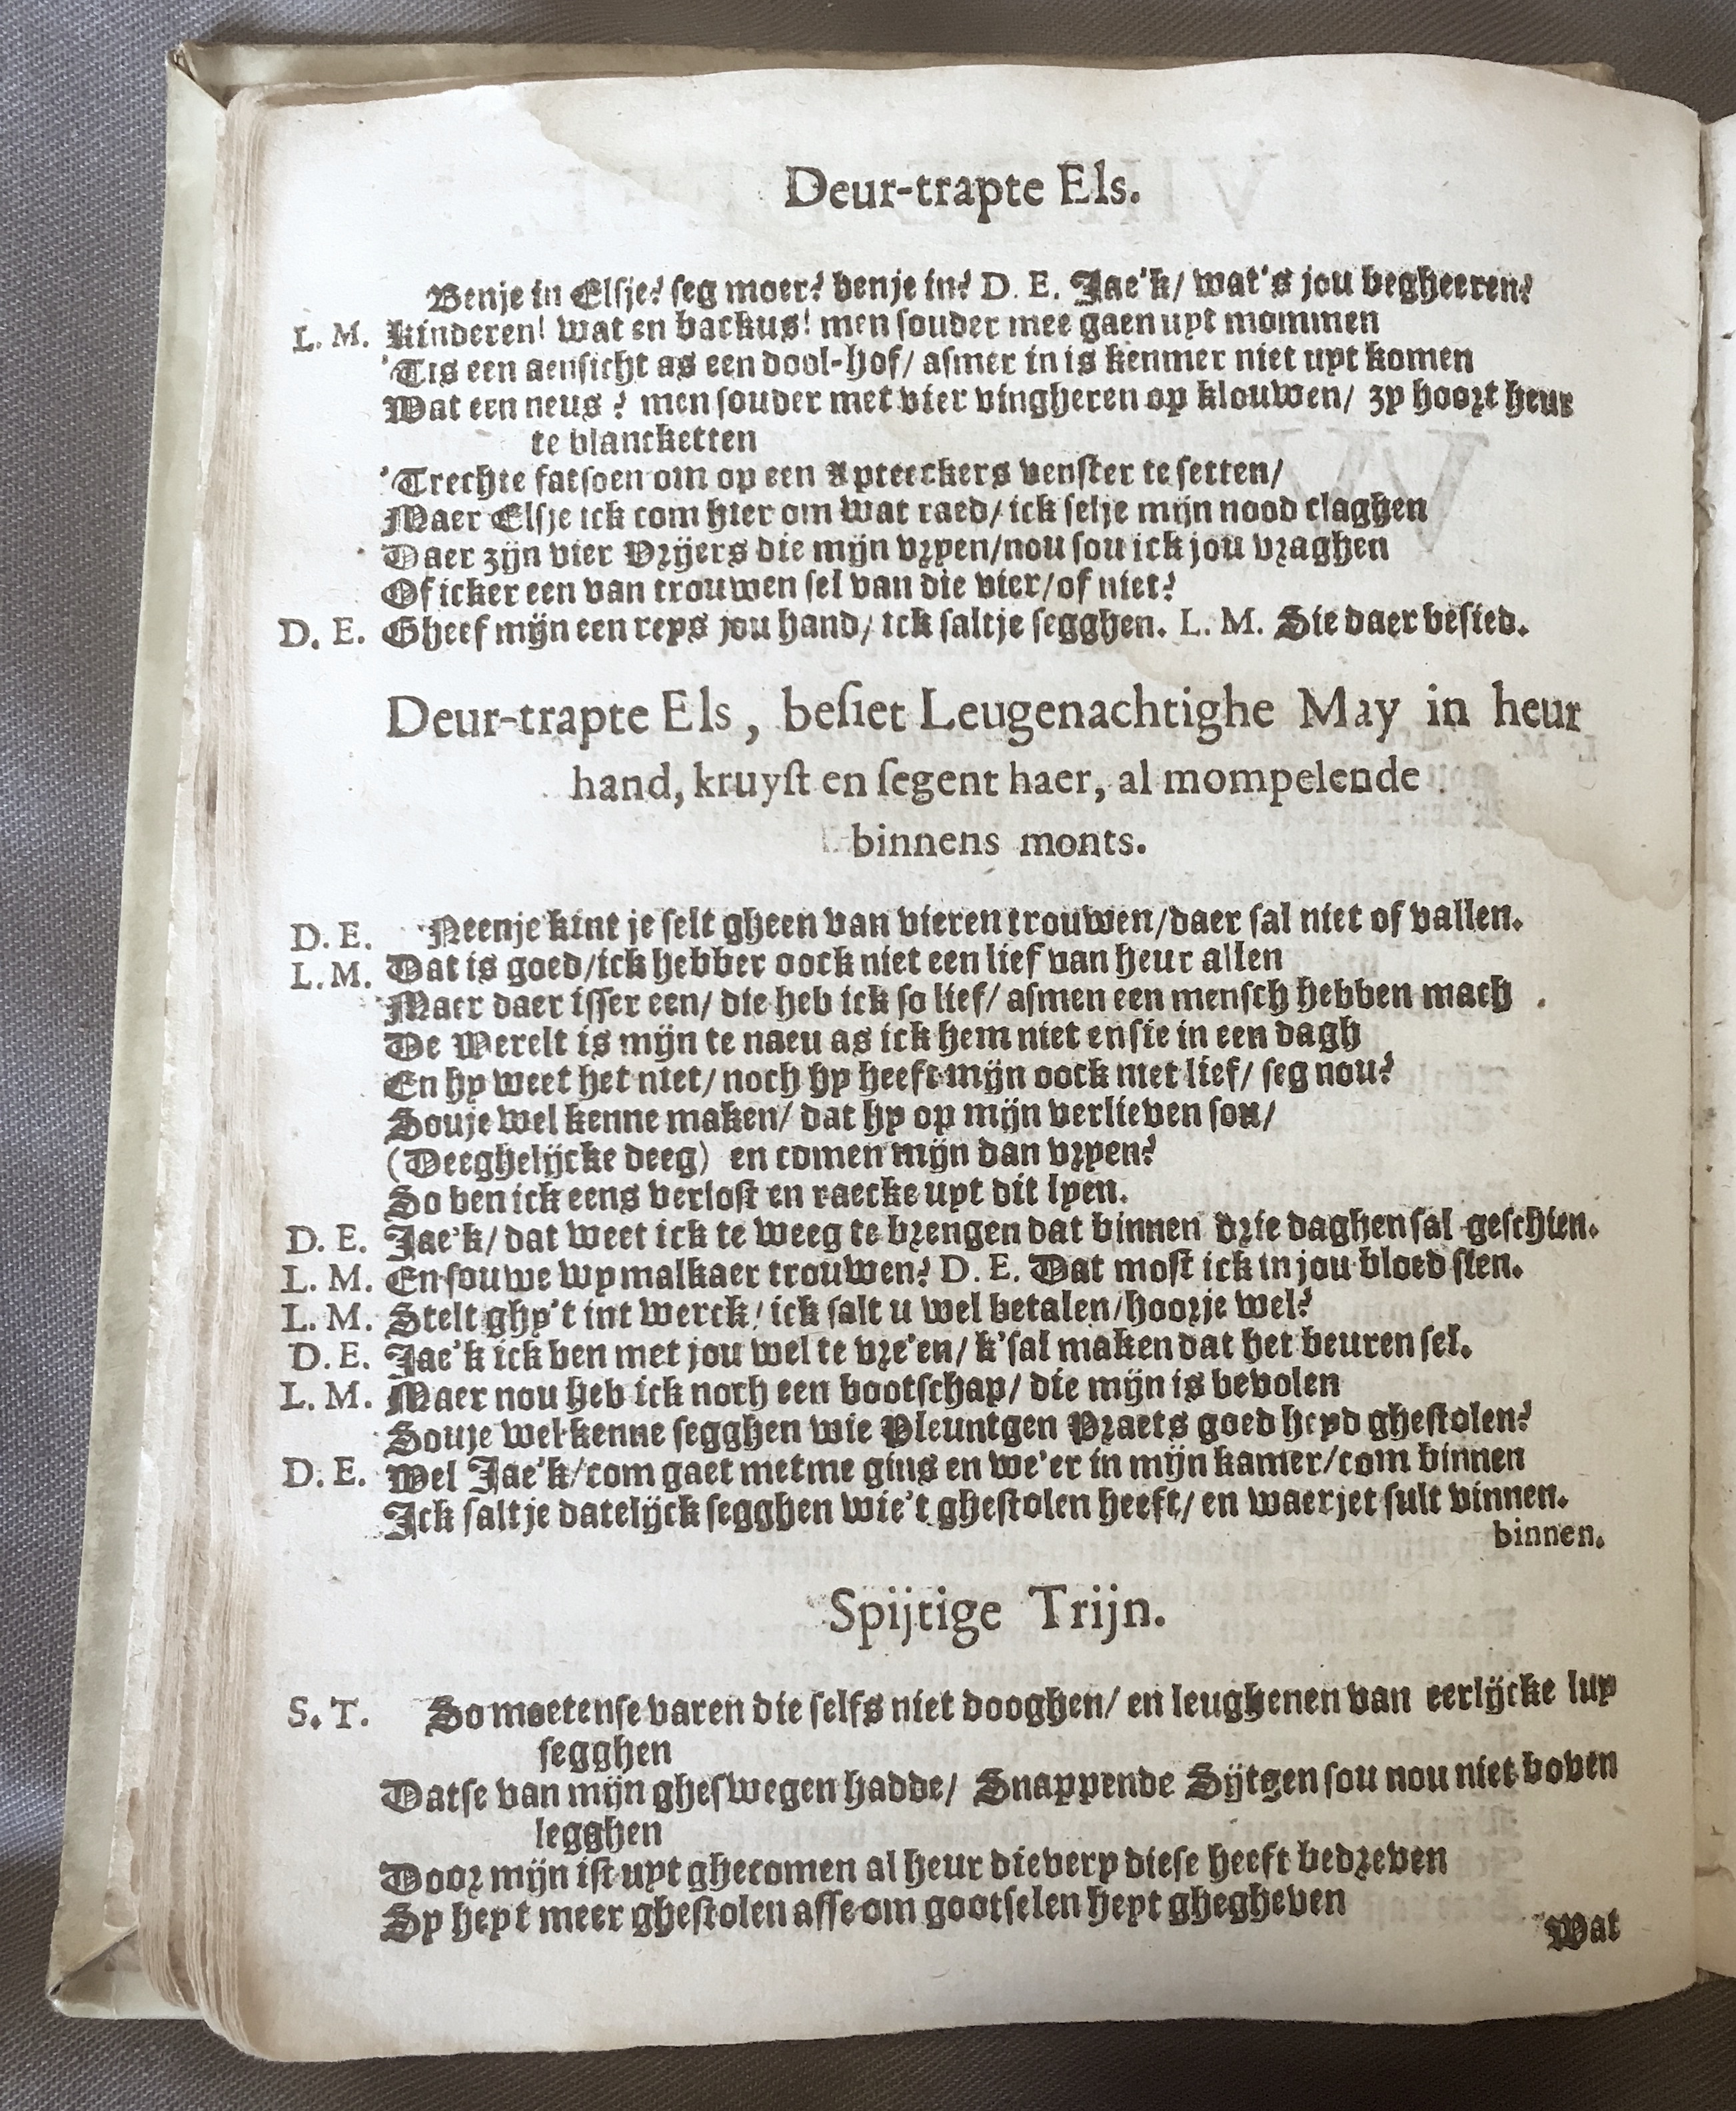 Deur-trapte Els.
Benje in Elsje? seg moer? benje in? D. E. Jae'k/ wat's jou begheeren?
L. M. Kinderen! wat en backus! men souder mee gaen uyt mommen
'Tis een aensicht as een dool-hof/ asmer in is kenmer niet uyt komen
Wat een neus? men souder met vier vingheren op klouwen/ zy hoort heur
te blancketten
'Trechte fatsoen om op een Apteeckers venster te setten/
Maer Elsje ick com hier om wat raed/ ick selje mijn nood claghen
Daer zijn vier Vrijers die mijn vryen/nou sou ick jou vraghen
Of icker een van trouwen sel van die vier/of niet?
D. E. Gheef mijn een reys jou hand/ ick saltje segghen. L. M. Sie daer besied.
Deur-trapte Els, besiet Leugenachtighe May in heur
hand, kruyst en segent haer, al mompelende
binnens monts.
D. E. Neenje kint je selt gheen van vieren trouwen/daer sal niet of vallen.
L. M. Dat is goed/ick hebber oock niet een lief van heur allen
Maer daer isser een/ die heb ick so lief/ asmen een mensch hebben mach
De Werelt is mijn te naeu as ick hem niet en sie in een dagh
En hy weet het niet/ noch hy heeft mijn oock niet lief/ seg nou?
Souje wel kenne maken/ dat hy op mijn verlieven sou/
(Deeghelijcke deeg) en comen mijn dan vryen?
So ben ick eens verlost en raecke uyt dit lyen.
D. E. Jae'k/ dat weet ick te weeg te brengen dat binnen drie daghen sal geschien.
L. M. En souwe wy malkaer trouwen? D. E. Dat most ick in jou bloed sien.
L. M. Stelt ghy't int werck/ ick salt u wel betalen/hoorje wel?
D. E. Jae'k ick ben met jou wel te vre'en/ k'sal maken dat het beuren sel.
L. M. Maer nou heb ick noch een bootschap/ die mijn is bevolen
Souje wel kenne segghen wie Pleuntgen Praets goed heyd ghestolen?
D. E. Wel Jae'k/com gaet met me gins en we'er in mijn kamer/com binnen
Ick saltje datelijck segghen wie't ghestolen heeft/ en waerjet sult vinnen.
binnen.
Spijtige Trijn.
S. T. So moetense varen die selfs niet dooghen/ en leughenen van eerlijcke luy
segghen
Datse van mijn gheswegen hadde/ Snappende Sijtgen sou nou niet boven
legghen
Door mijn ist uyt ghecomen al heur dievery diese heeft bedreven
Sy heyt meer ghestolen asse om gootselen heyt ghegheven
Wat